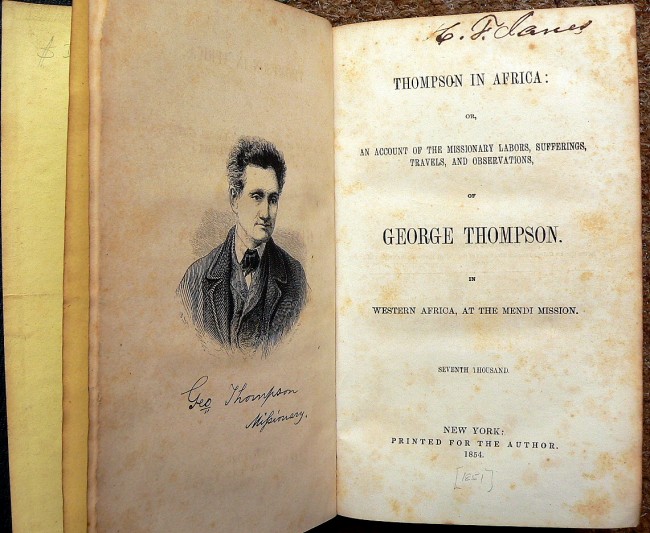 Geo Thompson
Missionary.
C. F. Janes
THOMPSON IN AFRICA:
OR,
AN ACCOUNT OF THE MISSIONARY LABORS, SUFFERINGS,
TRAVELS, AND OBSERVATIONS,
OF
GEORGE THOMPSON.
IN
WESTERN AFRICA, AT THE MENDI MISSION.
SEVENTH THOUSAND
NEW YORK:
PRINTED FOR THE AUTHOR.
1854.
[1851]